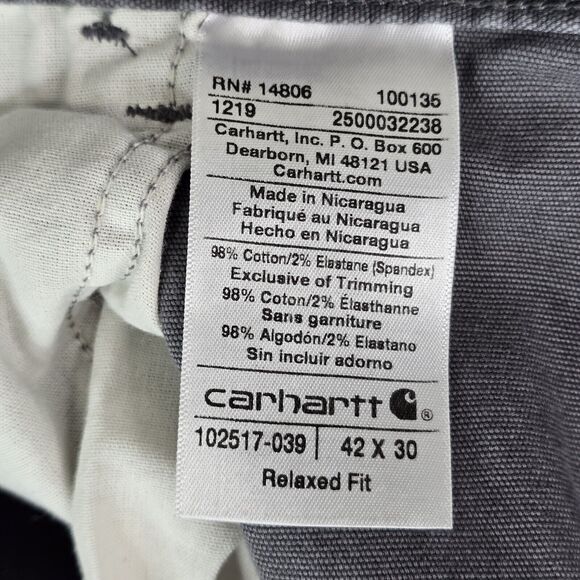 RN# 14806 100135
1219 2500032238
Carhartt, Inc. P. O. Box 600
Dearborn, MI 48121 USA
Carhartt.com
Made in Nicaragua
Fabriqué au Nicaragua
Hecho en Nicaragua
98% Cotton/2% Elastane (Spandex)
Exclusive of Trimming
98% Coton/2% Élasthanne
Sans garniture
98% Algodón/2% Elastano
Sin incluir adorno
carhartt ®
102517-039 | 42 X 30
Relaxed Fit